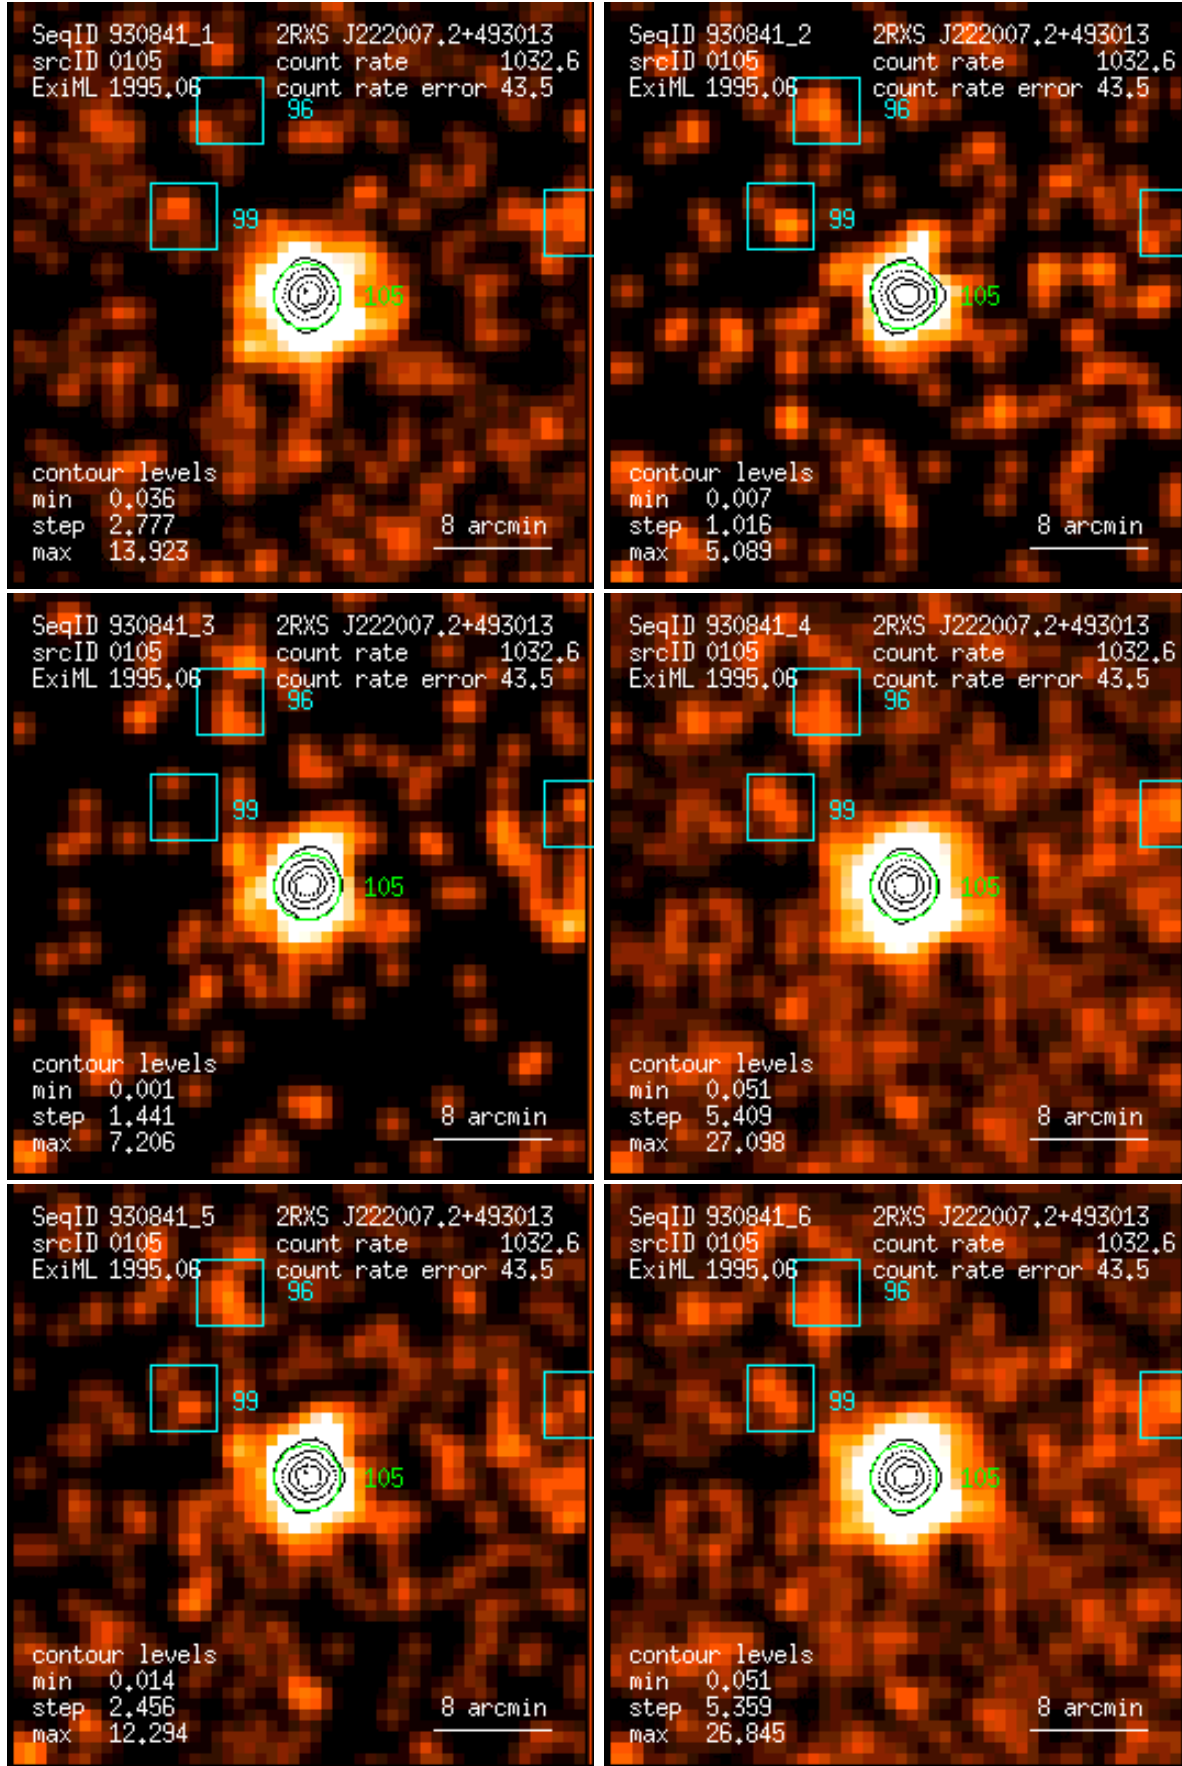 SeqID 930841_1 2RXS J222007.2+493013
srcID 0105 count rate 1032.6
ExiML 1995.06 count rate error 43.5
96
99
105
contour levels
min 0.036
step 2.777 8 arcmin
max 13.923
SeqID 930841_2 2RXS J222007.2+493013
srcID 0105 count rate 1032.6
ExiML 1995.06 count rate error 43.5
96
99
105
contour levels
min 0.007
step 1.016 8 arcmin
max 5.089
SeqID 930841_3 2RXS J222007.2+493013
srcID 0105 count rate 1032.6
ExiML 1995.06 count rate error 43.5
96
99
105
contour levels
min 0.001
step 1.441 8 arcmin
max 7.206
SeqID 930841_4 2RXS J222007.2+493013
srcID 0105 count rate 1032.6
ExiML 1995.06 count rate error 43.5
96
99
105
contour levels
min 0.051
step 5.409 8 arcmin
max 27.098
SeqID 930841_5 2RXS J222007.2+493013
srcID 0105 count rate 1032.6
ExiML 1995.06 count rate error 43.5
96
99
105
contour levels
min 0.014
step 2.456 8 arcmin
max 12.294
SeqID 930841_6 2RXS J222007.2+493013
srcID 0105 count rate 1032.6
ExiML 1995.06 count rate error 43.5
96
99
105
contour levels
min 0.051
step 5.359 8 arcmin
max 26.845